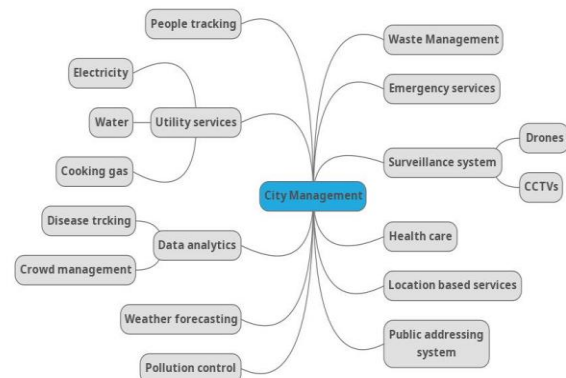 People tracking
Waste Management
Electricity
Emergency services
Water
Utility services
Drones
Surveillance system
Cooking gas
CCTVs
City Management
Disease trcking
Data analytics
Health care
Crowd management
Location based services
Weather forecasting
Public addressing
system
Pollution control